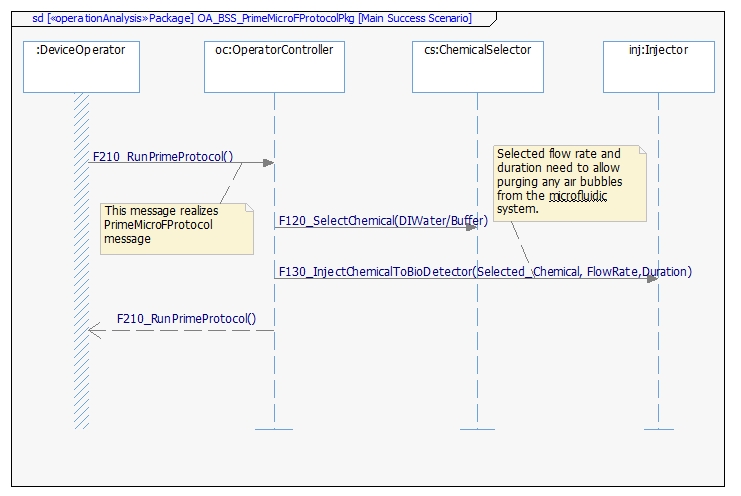 sd [«operationAnalysis»Package] OA_BSS_PrimeMicroFProtocolPkg [Main Success Scenario]
:DeviceOperator
oc:OperatorController
cs:ChemicalSelector
inj:Injector
F210_RunPrimeProtocol()
Selected flow rate and
duration need to allow
purging any air bubbles
from the microfluidic
system.
This message realizes
PrimeMicroFProtocol
message
F120_SelectChemical(DIWater/Buffer)
F130_InjectChemicalToBioDetector(Selected_Chemical, FlowRate,Duration)
F210_RunPrimeProtocol()